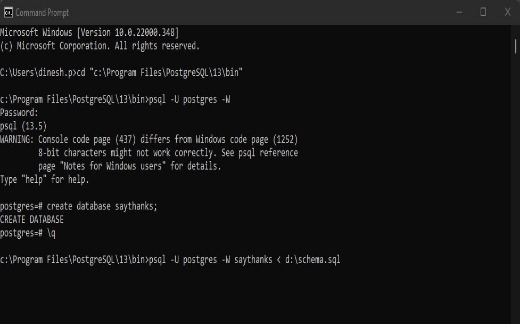 Command Prompt
Microsoft Windows [Version 10.0.22000.348]
(c) Microsoft Corporation. All rights reserved.
C:\Users\dinesh.p>cd "c:\Program Files\PostgreSQL\13\bin"
c:\Program Files\PostgreSQL\13\bin>psql -U postgres -W
Password:
psql (13.5)
WARNING: Console code page (437) differs from Windows code page (1252)
8-bit characters might not work correctly. See psql reference
page "Notes for Windows users" for details.
Type "help" for help.
postgres=# create database saythanks;
CREATE DATABASE
postgres=# \q
c:\Program Files\PostgreSQL\13\bin>psql -U postgres -W saythanks < d:\schema.sql